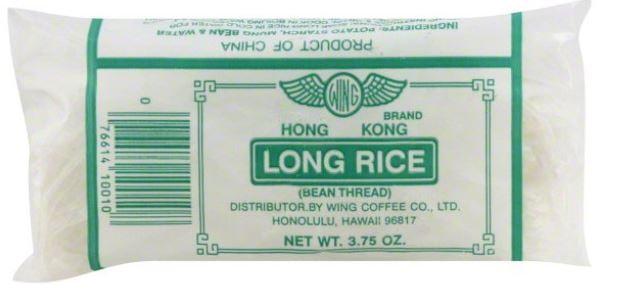 INGREDIENTS: POTATO STARCH, MUNG BEAN & WATER
PRODUCT OF CHINA
WING
BRAND
HONG KONG
LONG RICE
(BEAN THREAD)
DISTRIBUTOR.BY WING COFFEE CO., LTD.
HONOLULU, HAWAII 96817
NET WT. 3.75 OZ.
0
76614 10010